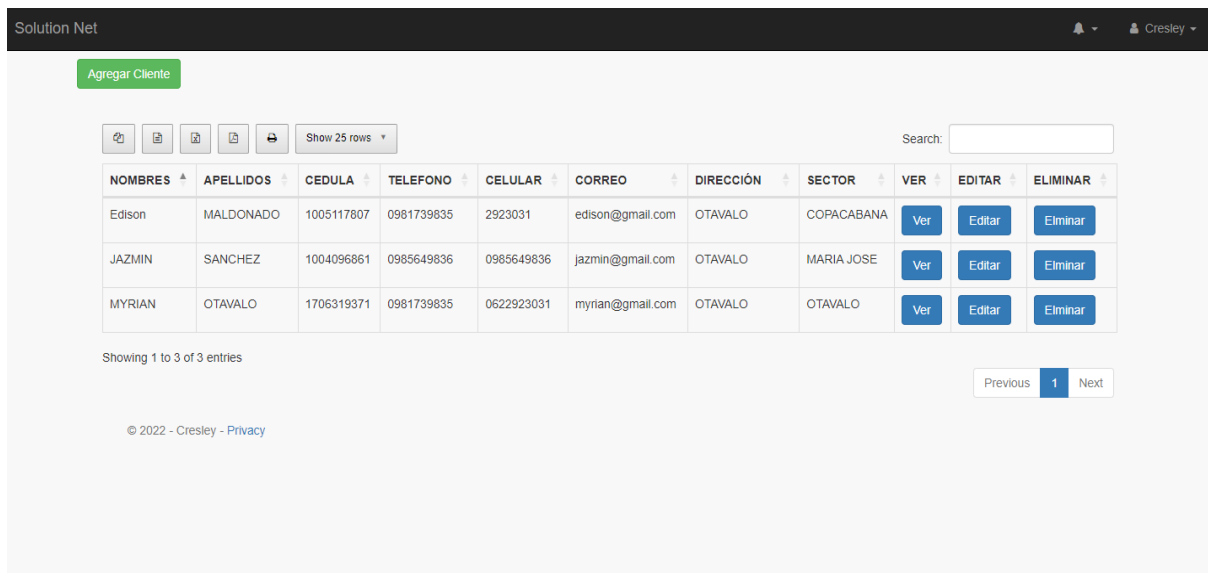 Solution Net
Cresley
Agregar Cliente
Show 25 rows
Search:
NOMBRES APELLIDOS CEDULA TELEFONO CELULAR CORREO DIRECCIÓN SECTOR VER EDITAR ELIMINAR
Edison MALDONADO 1005117807 0981739835 2923031 edison@gmail.com OTAVALO COPACABANA Ver Editar Elminar
JAZMIN SANCHEZ 1004096861 0985649836 0985649836 jazmin@gmail.com OTAVALO MARIA JOSE Ver Editar Elminar
MYRIAN OTAVALO 1706319371 0981739835 0622923031 myrian@gmail.com OTAVALO OTAVALO Ver Editar Elminar
Showing 1 to 3 of 3 entries
Previous 1 Next
© 2022 - Cresley - Privacy